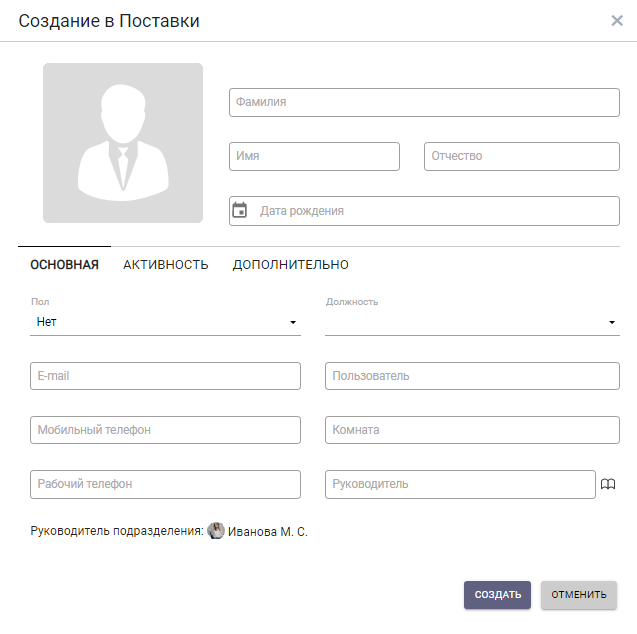 Создание в Поставки
Фамилия
Имя
Отчество
Дата рождения
ОСНОВНАЯ
АКТИВНОСТЬ
ДОПОЛНИТЕЛЬНО
Пол
Должность
Нет
E-mail
Пользователь
Мобильный телефон
Комната
Рабочий телефон
Руководитель
Руководитель подразделения: Иванова М. С.
СОЗДАТЬ
ОТМЕНИТЬ